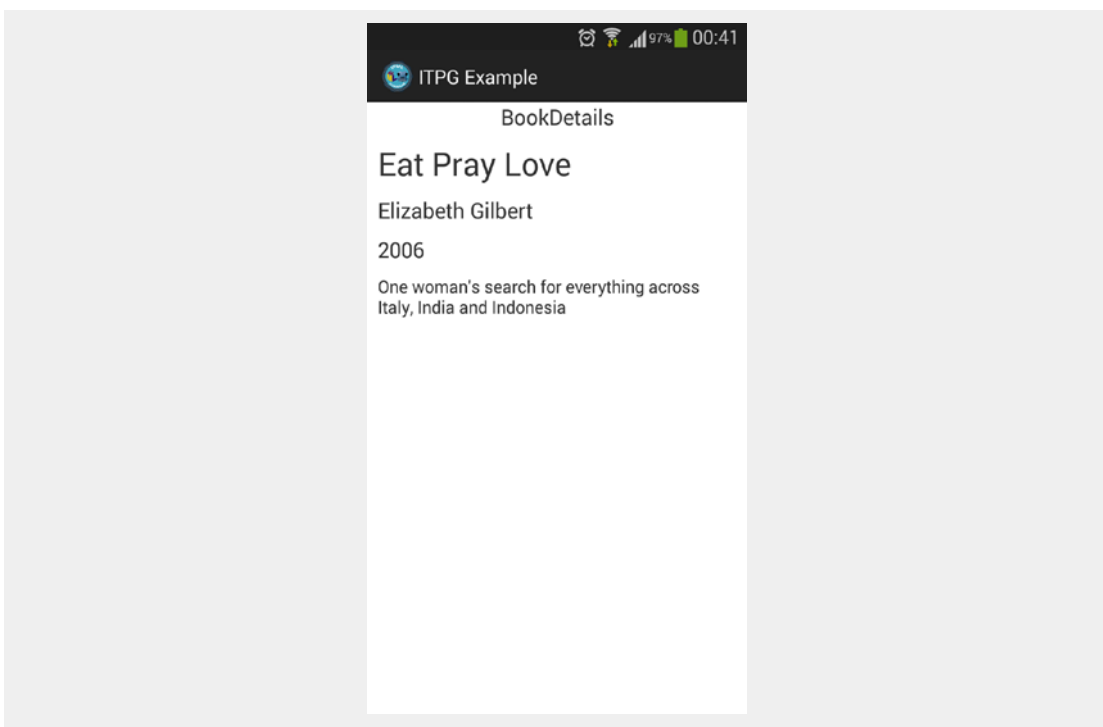 97% 00:41
ITPG Example
BookDetails
Eat Pray Love
Elizabeth Gilbert
2006
One woman's search for everything across
Italy, India and Indonesia